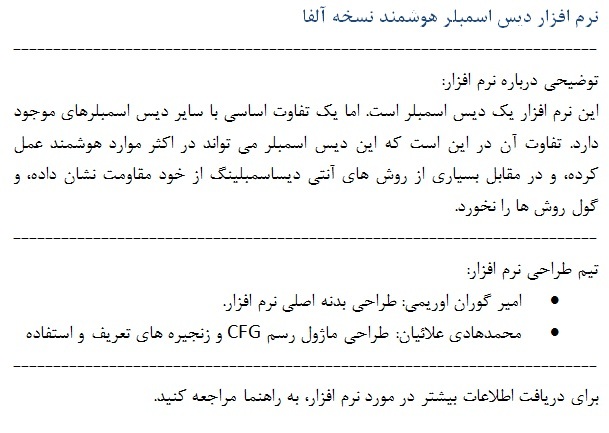 نرم افزار دیس اسمبلر هوشمند نسخه آلفا
--------------------------------------------------------------------------
توضیحی درباره نرم افزار:
این نرم افزار یک دیس اسمبلر است. اما یک تفاوت اساسی با سایر دیس اسمبلرهای موجود
دارد. تفاوت آن در این است که این دیس اسمبلر می تواند در اکثر موارد هوشمند عمل
کرده، و در مقابل بسیاری از روش های آنتی دیساسمبلینگ از خود مقاومت نشان داده، و
گول روش ها را نخورد.
--------------------------------------------------------------------------
تیم طراحی نرم افزار:
• امیر گوران اوریمی: طراحی بدنه اصلی نرم افزار.
• محمدهادی علائیان: طراحی ماژول رسم CFG و زنجیره های تعریف و استفاده
--------------------------------------------------------------------------
برای دریافت اطلاعات بیشتر در مورد نرم افزار، به راهنما مراجعه کنید.